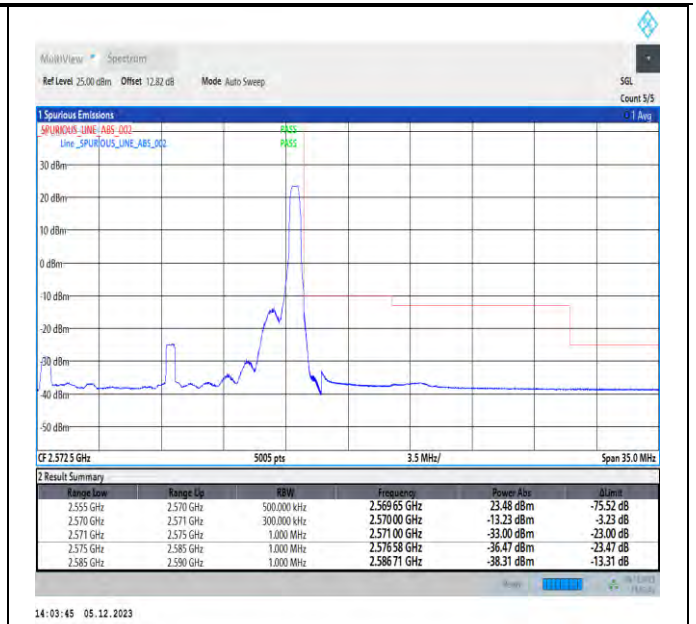 MultiView Spectrum
Ref Level 25.00 dBm Offset 12.82 dB Mode Auto Sweep SGL
Count 5/5
1 Spurious Emissions 1 Avg
_SPURIOUS_LINE_ABS_002 PASS
Line _SPURIOUS_LINE_ABS_002 PASS
30 dBm
20 dBm
10 dBm
0 dBm
-10 dBm
-20 dBm
-30 dBm
-40 dBm
-50 dBm
CF 2.5725 GHz 5005 pts 3.5 MHz/ Span 35.0 MHz
2 Result Summary
Range Low Range Up RBW Frequency Power Abs ΔLimit
2.555 GHz 2.570 GHz 500.000 kHz 2.56965 GHz 23.48 dBm -75.52 dB
2.570 GHz 2.571 GHz 300.000 kHz 2.57000 GHz -13.23 dBm -3.23 dB
2.571 GHz 2.575 GHz 1.000 MHz 2.57100 GHz -33.00 dBm -23.00 dB
2.575 GHz 2.585 GHz 1.000 MHz 2.57658 GHz -36.47 dBm -23.47 dB
2.585 GHz 2.590 GHz 1.000 MHz 2.58671 GHz -38.31 dBm -13.31 dB
14:03:45 05.12.2023